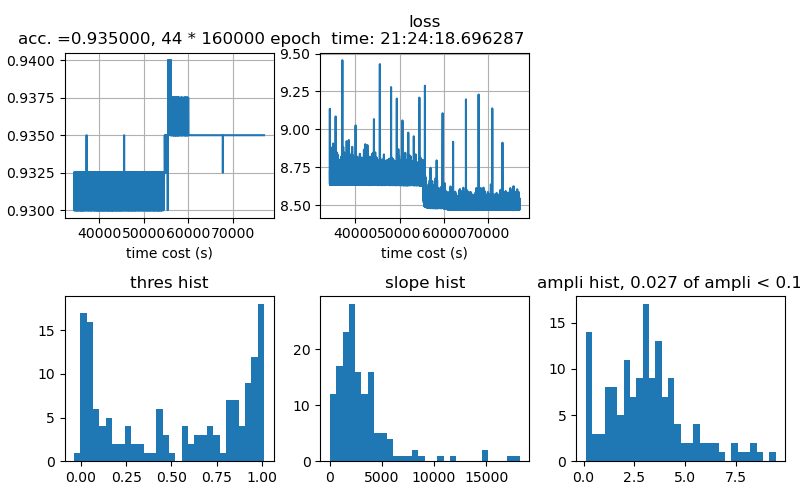 loss
acc. =0.935000, 44 * 160000 epoch time: 21:24:18.696287
0.9400
0.9375
0.9350
0.9325
0.9300
40000 50000 60000 70000
time cost (s)
9.50
9.25
9.00
8.75
8.50
40000 50000 60000 70000
time cost (s)
thres hist
15
10
5
0
0.00 0.25 0.50 0.75 1.00
slope hist
20
10
0
0 5000 10000 15000
ampli hist, 0.027 of ampli < 0.1
15
10
5
0
0.0 2.5 5.0 7.5